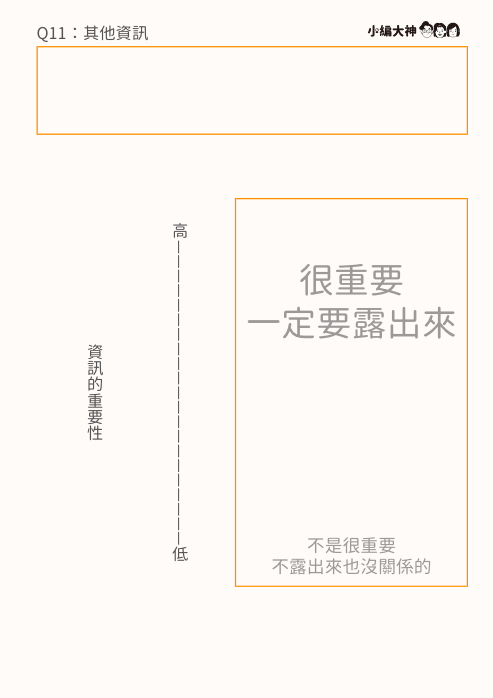 Q11：其他資訊
小編大神
高
資訊的重要性
低
很重要
一定要露出來
不是很重要
不露出來也沒關係的